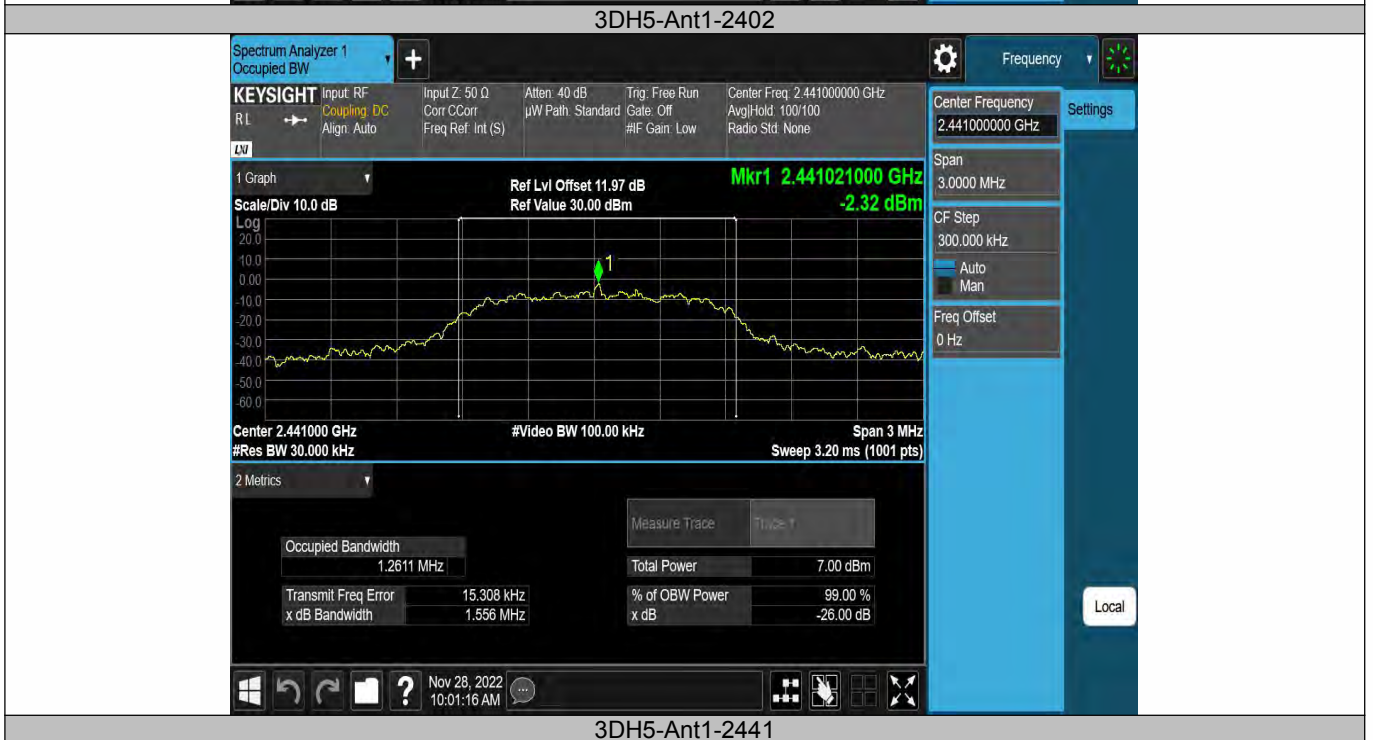 3DH5-Ant1-2402
Spectrum Analyzer 1
Occupied BW
Frequency
KEYSIGHT
RL
LXI
Input: RF
Coupling: DC
Align: Auto
Input Z: 50 Ω
Corr CCorr
Freq Ref: Int (S)
Atten: 40 dB
µW Path: Standard
Trig: Free Run
Gate: Off
#IF Gain: Low
Center Freq: 2.441000000 GHz
Avg|Hold: 100/100
Radio Std: None
Center Frequency
2.441000000 GHz
Settings
Span
3.0000 MHz
CF Step
300.000 kHz
Auto
Man
Freq Offset
0 Hz
Local
1 Graph
Scale/Div 10.0 dB
Ref Lvl Offset 11.97 dB
Ref Value 30.00 dBm
Mkr1 2.441021000 GHz
-2.32 dBm
Log
20.0
10.0
0.00
-10.0
-20.0
-30.0
-40.0
-50.0
-60.0
1
Center 2.441000 GHz
#Res BW 30.000 kHz
#Video BW 100.00 kHz
Span 3 MHz
Sweep 3.20 ms (1001 pts)
2 Metrics
Measure Trace Trace 1
Occupied Bandwidth
1.2611 MHz
Total Power 7.00 dBm
Transmit Freq Error 15.308 kHz
% of OBW Power 99.00 %
x dB Bandwidth 1.556 MHz
x dB -26.00 dB
?
Nov 28, 2022
10:01:16 AM
3DH5-Ant1-2441